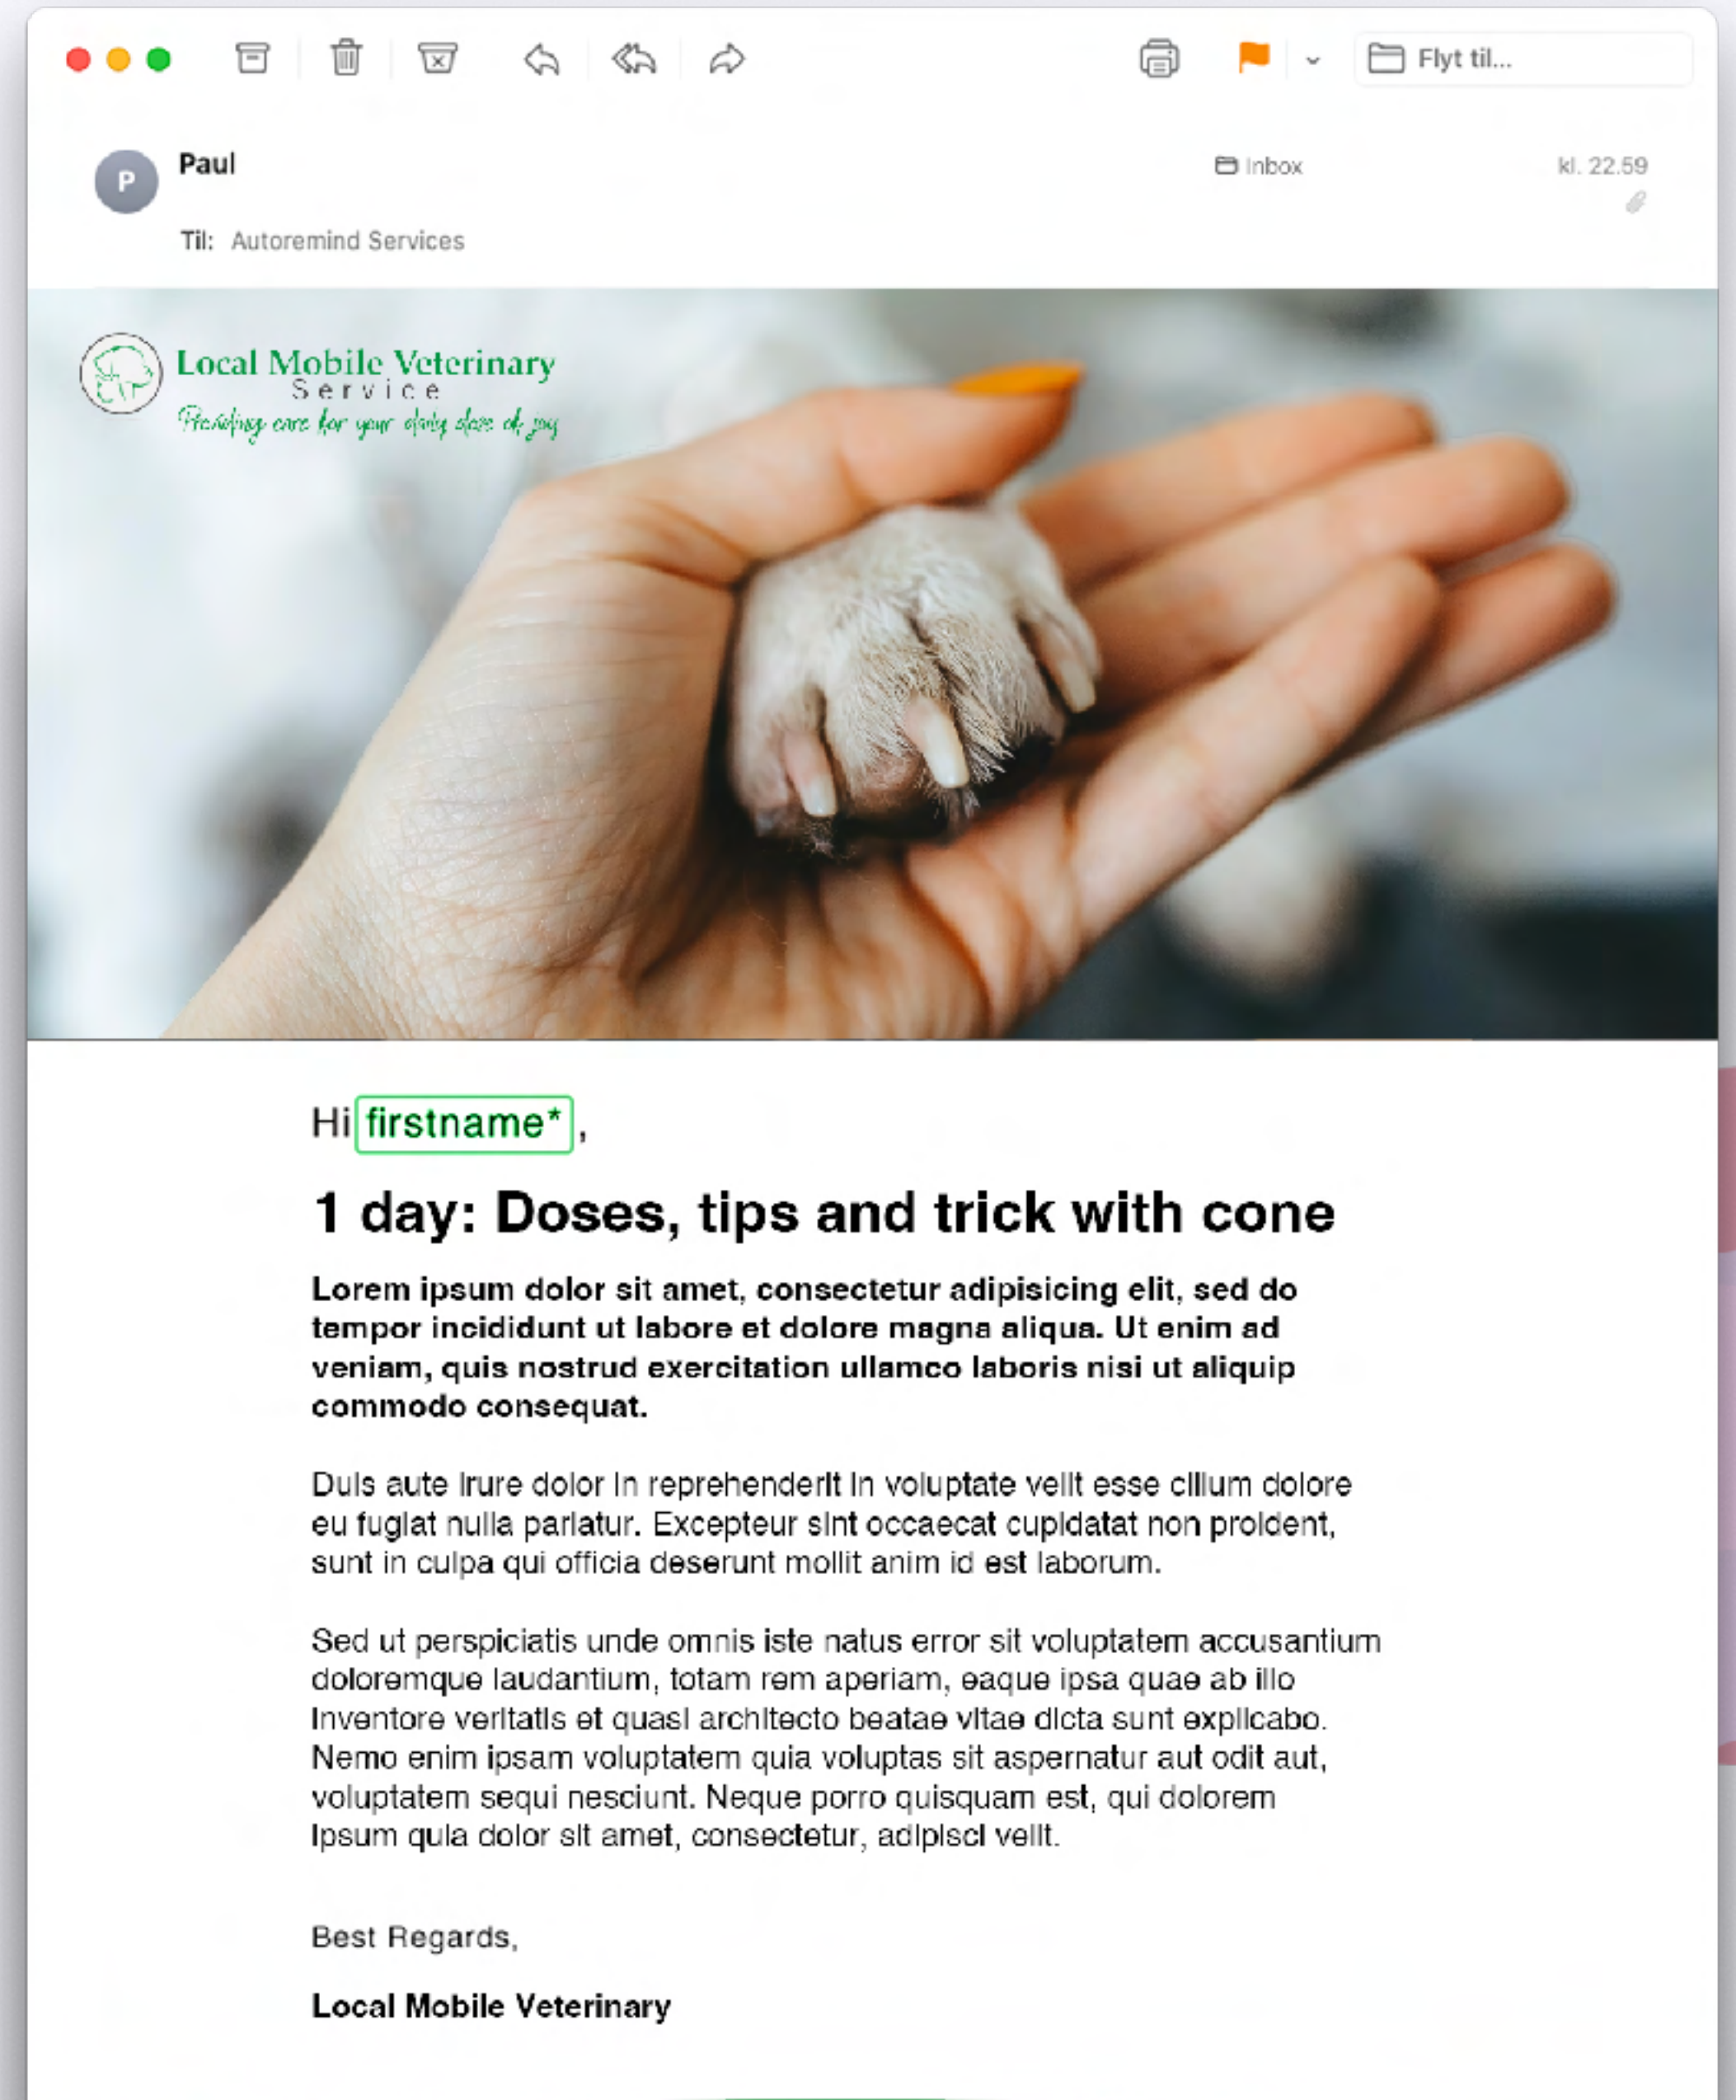 Flyt til...
P
Paul
Inbox
kl. 22.59
Til: Autoremind Services
Local Mobile Veterinary
Service
Providing care for your daily dose of joy
Hi firstname* ,
1 day: Doses, tips and trick with cone
Lorem ipsum dolor sit amet, consectetur adipisicing elit, sed do
tempor incididunt ut labore et dolore magna aliqua. Ut enim ad
veniam, quis nostrud exercitation ullamco laboris nisi ut aliquip
commodo consequat.
Duis aute irure dolor in reprehenderit in voluptate velit esse cillum dolore
eu fugiat nulla pariatur. Excepteur sint occaecat cupidatat non proident,
sunt in culpa qui officia deserunt mollit anim id est laborum.
Sed ut perspiciatis unde omnis iste natus error sit voluptatem accusantium
doloremque laudantium, totam rem aperiam, eaque ipsa quae ab illo
inventore veritatis et quasi architecto beatae vitae dicta sunt explicabo.
Nemo enim ipsam voluptatem quia voluptas sit aspernatur aut odit aut,
voluptatem sequi nesciunt. Neque porro quisquam est, qui dolorem
ipsum quia dolor sit amet, consectetur, adipisci velit.
Best Regards,
Local Mobile Veterinary